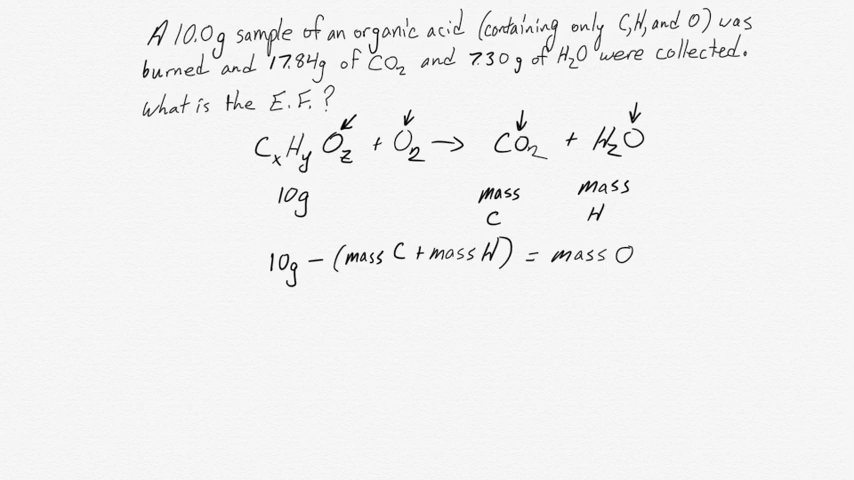 A 10.0g sample of an organic acid (containing only C,H, and O) was
burned and 17.84g of CO2 and 7.30 g of H2O were collected.
What is the E.F.?
CxHyOz + O2 → CO2 + H2O
10g mass mass
C H
10g - (mass C + mass H) = mass O